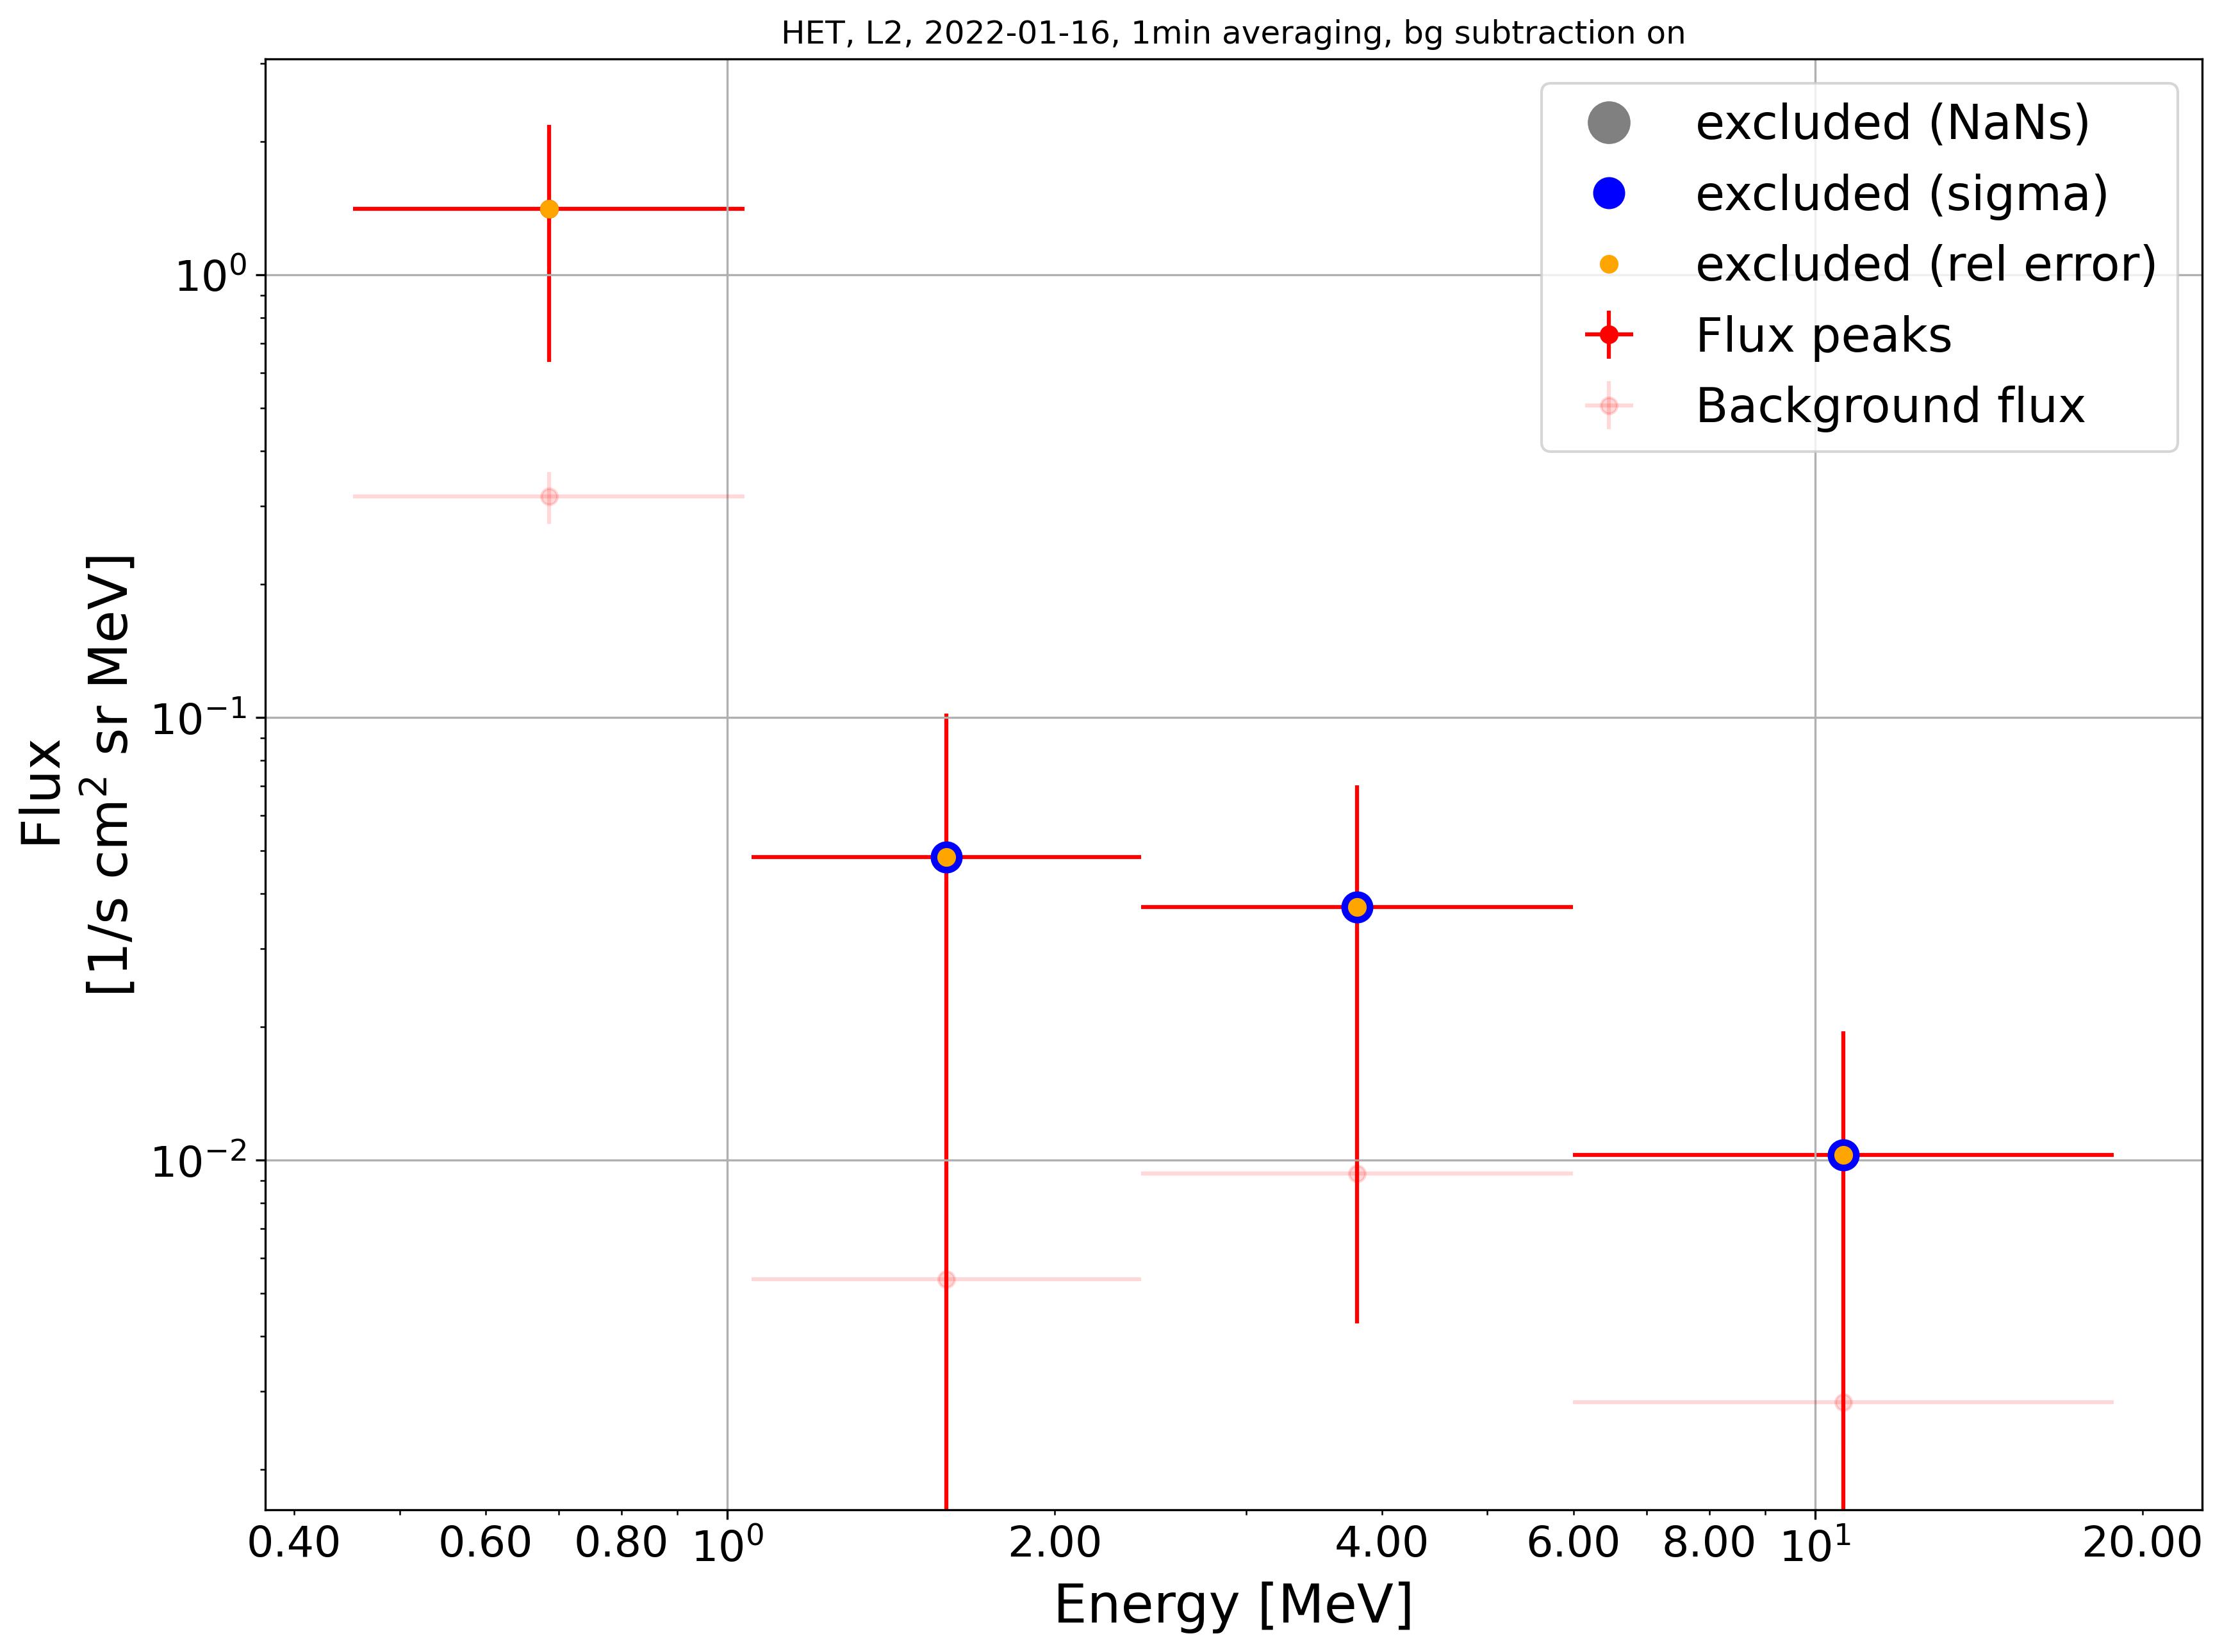 HET, L2, 2022-01-16, 1min averaging, bg subtraction on
excluded (NaNs)
excluded (sigma)
excluded (rel error)
Flux peaks
Background flux
Flux
[1/s cm² sr MeV]
10⁰
10⁻¹
10⁻²
0.40 0.60 0.80 10⁰ 2.00 4.00 6.00 8.00 10¹ 20.00
Energy [MeV]